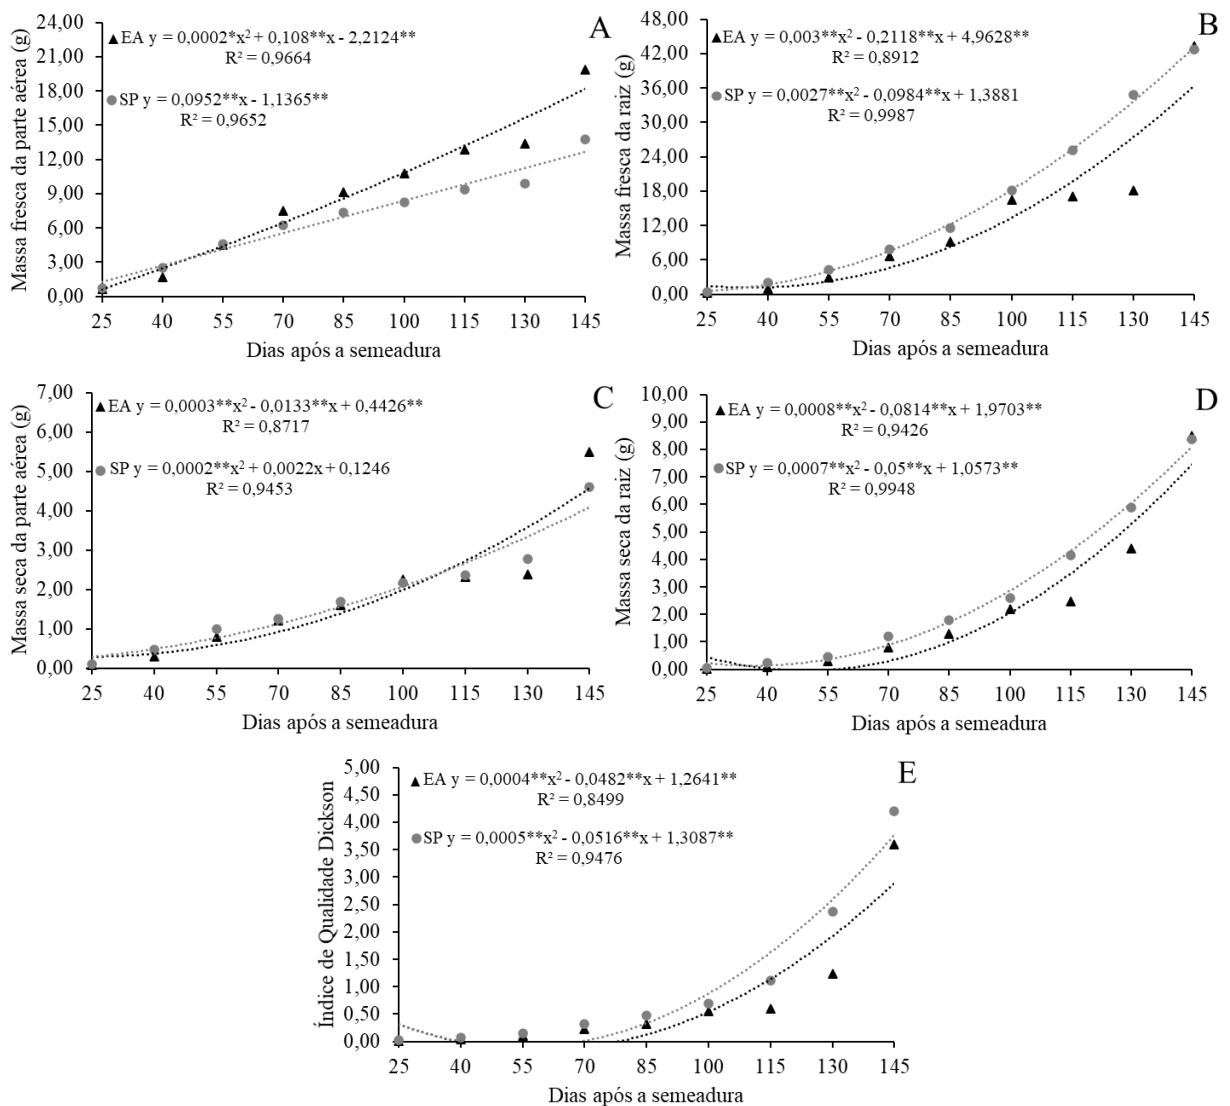 A
EA y = 0,0002*x² + 0,108**x - 2,2124**
R² = 0,9664
SP y = 0,0952**x - 1,1365**
R² = 0,9652
Massa fresca da parte aérea (g)
24,00
21,00
18,00
15,00
12,00
9,00
6,00
3,00
0,00
25 40 55 70 85 100 115 130 145
Dias após a semeadura
B
EA y = 0,003**x² - 0,2118**x + 4,9628**
R² = 0,8912
SP y = 0,0027**x² - 0,0984**x + 1,3881
R² = 0,9987
Massa fresca da raiz (g)
48,00
42,00
36,00
30,00
24,00
18,00
12,00
6,00
0,00
25 40 55 70 85 100 115 130 145
Dias após a semeadura
C
EA y = 0,0003**x² - 0,0133**x + 0,4426**
R² = 0,8717
SP y = 0,0002**x² + 0,0022x + 0,1246
R² = 0,9453
Massa seca da parte aérea (g)
7,00
6,00
5,00
4,00
3,00
2,00
1,00
0,00
25 40 55 70 85 100 115 130 145
Dias após a semeadura
D
EA y = 0,0008**x² - 0,0814**x + 1,9703**
R² = 0,9426
SP y = 0,0007**x² - 0,05**x + 1,0573**
R² = 0,9948
Massa seca da raiz (g)
10,00
9,00
8,00
7,00
6,00
5,00
4,00
3,00
2,00
1,00
0,00
25 40 55 70 85 100 115 130 145
Dias após a semeadura
E
EA y = 0,0004**x² - 0,0482**x + 1,2641**
R² = 0,8499
SP y = 0,0005**x² - 0,0516**x + 1,3087**
R² = 0,9476
Índice de Qualidade Dickson
5,00
4,50
4,00
3,50
3,00
2,50
2,00
1,50
1,00
0,50
0,00
25 40 55 70 85 100 115 130 145
Dias após a semeadura